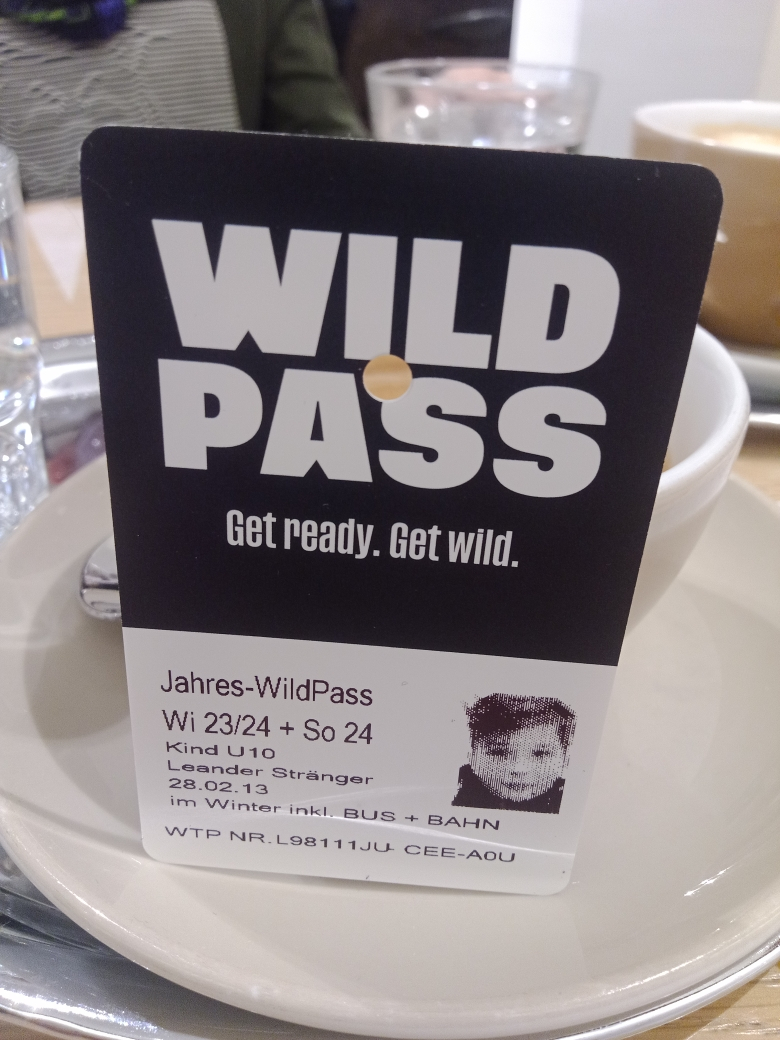 WILD
PASS
Get ready. Get wild.
Jahres-WildPass
Wi 23/24 + So 24
Kind U10
Leander Stränger
28.02.13
im Winter inkl. BUS + BAHN
WTP NR.L98111JU- CEE-A0U